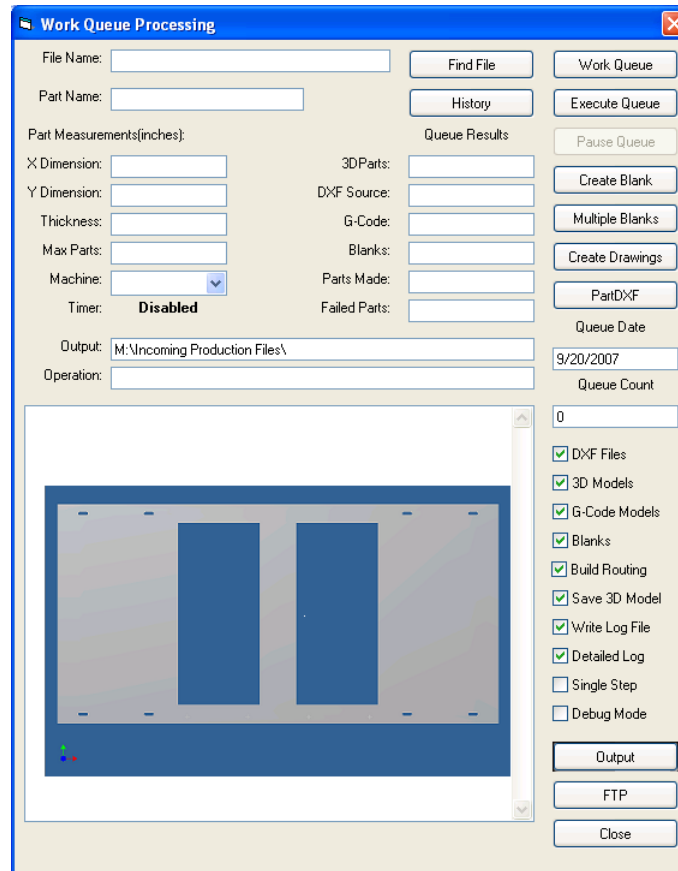 Work Queue Processing
File Name:
Find File
Work Queue
Part Name:
History
Execute Queue
Part Measurements(inches):
Queue Results
Pause Queue
X Dimension:
3DParts:
Create Blank
Y Dimension:
DXF Source:
Thickness:
G-Code:
Multiple Blanks
Max Parts:
Blanks:
Create Drawings
Machine:
Parts Made:
PartDXF
Timer:
Disabled
Failed Parts:
Queue Date
Output:
M:\Incoming Production Files\
9/20/2007
Operation:
Queue Count
0
DXF Files
3D Models
G-Code Models
Blanks
Build Routing
Save 3D Model
Write Log File
Detailed Log
Single Step
Debug Mode
Output
FTP
Close